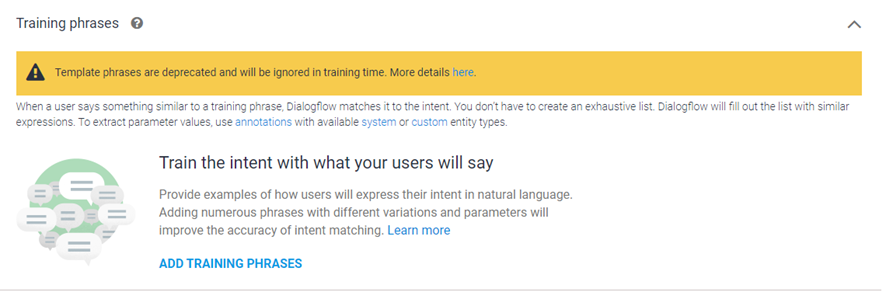 Training phrases
Template phrases are deprecated and will be ignored in training time. More details here.
When a user says something similar to a training phrase, Dialogflow matches it to the intent. You don't have to create an exhaustive list. Dialogflow will fill out the list with similar
expressions. To extract parameter values, use annotations with available system or custom entity types.
Train the intent with what your users will say
Provide examples of how users will express their intent in natural language.
Adding numerous phrases with different variations and parameters will
improve the accuracy of intent matching. Learn more
ADD TRAINING PHRASES